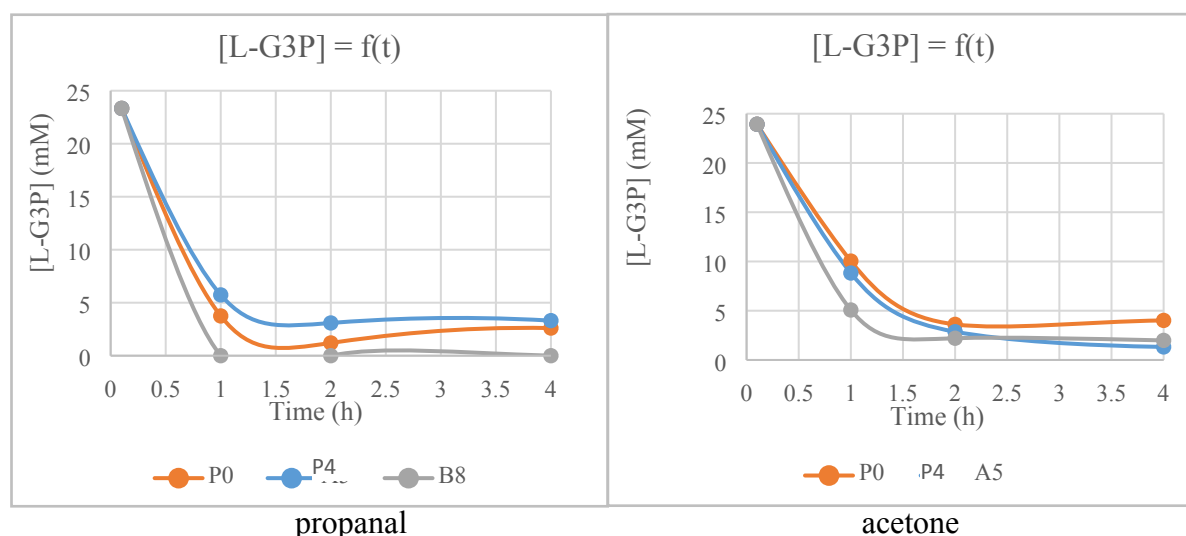 [L-G3P] = f(t)
[L-G3P] (mM)
25
20
15
10
5
0
0 0.5 1 1.5 2 2.5 3 3.5 4
Time (h)
P0 P4 B8
propanal
[L-G3P] = f(t)
[L-G3P] (mM)
25
20
15
10
5
0
0 0.5 1 1.5 2 2.5 3 3.5 4
Time (h)
P0 P4 A5
acetone